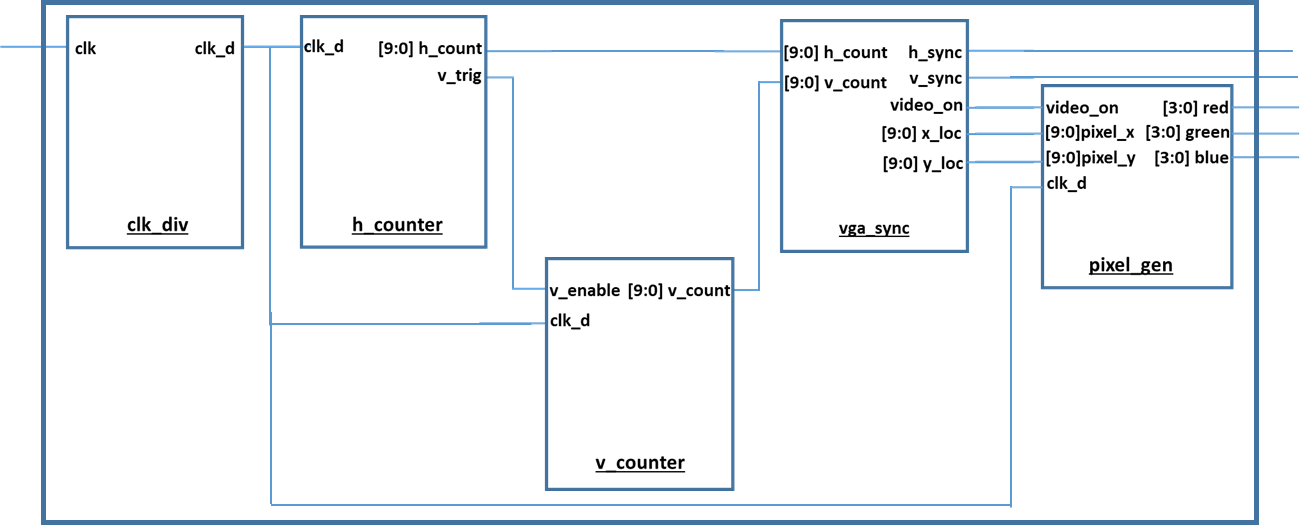 clk clk_d
clk_div
clk_d [9:0] h_count
v_trig
h_counter
v_enable [9:0] v_count
clk_d
v_counter
[9:0] h_count h_sync
[9:0] v_count v_sync
video_on
[9:0] x_loc
[9:0] y_loc
vga_sync
video_on [3:0] red
[9:0]pixel_x [3:0] green
[9:0]pixel_y [3:0] blue
clk_d
pixel_gen